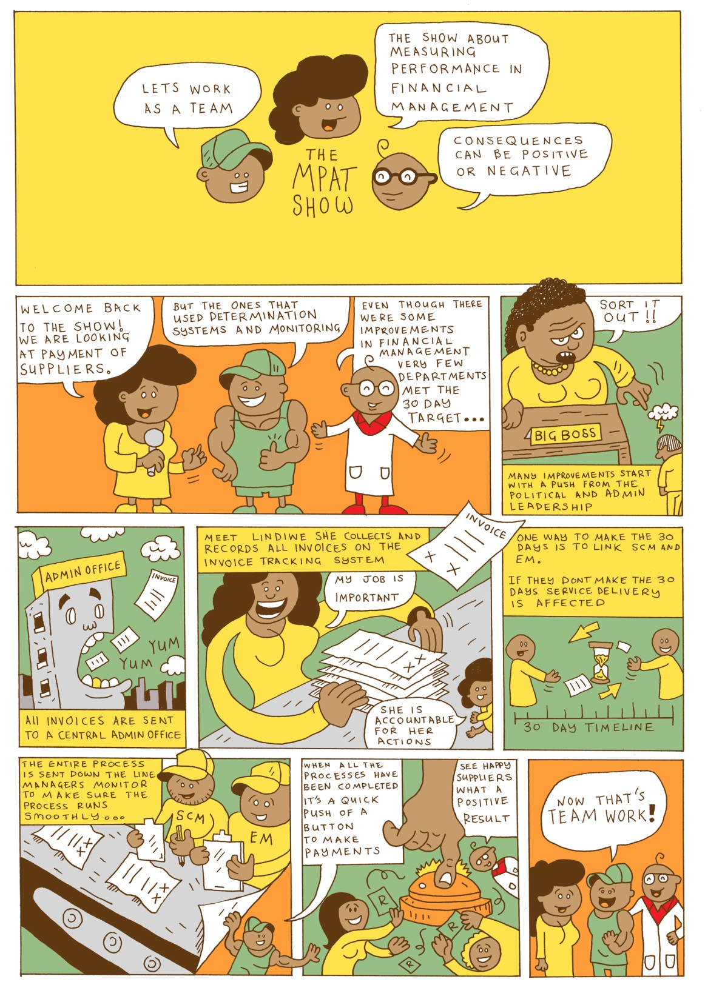 LETS WORK
AS A TEAM
THE SHOW ABOUT
MEASURING
PERFORMANCE IN
FINANCIAL
MANAGEMENT
CONSEQUENCES
CAN BE POSITIVE
OR NEGATIVE
THE
MPAT
SHOW
WELCOME BACK
TO THE SHOW!
WE ARE LOOKING
AT PAYMENT OF
SUPPLIERS.
BUT THE ONES THAT
USED DETERMINATION
SYSTEMS AND MONITORING
EVEN THOUGH THERE
WERE SOME
IMPROVEMENTS
IN FINANCIAL
MANAGEMENT
VERY FEW
DEPARTMENTS
MET THE
30 DAY
TARGET...
SORT IT
OUT!!
BIG BOSS
MANY IMPROVEMENTS START
WITH A PUSH FROM THE
POLITICAL AND ADMIN
LEADERSHIP
ADMIN OFFICE
INVOICE
YUM
YUM
All INVOICES ARE SENT
TO A CENTRAL ADMIN OFFICE
MEET LINDIWE SHE COLLECTS AND
RECORDS ALL INVOICES ON THE
INVOICE TRACKING SYSTEM
INVOICE
X
X
MY JOB IS
IMPORTANT
X
X
SHE IS
ACCOUNTABLE
FOR HER
ACTIONS
ONE WAY TO MAKE THE 30
DAYS IS TO LINK SCM AND
EM.
IF THEY DONT MAKE THE 30
DAYS SERVICE DELIVERY
IS AFFECTED
30 DAY TIMELINE
THE ENTIRE PROCESS
IS SENT DOWN THE LINE
MANAGERS MONITOR
TO MAKE SURE THE
PROCESS RUNS
SMOOTHLY...
SCM
EM
X
X
X
X
WHEN ALL THE
PROCESSES HAVE
BEEN COMPLETED
IT'S A QUICK
PUSH OF A
BUTTON
TO MAKE
PAYMENTS
SEE HAPPY
SUPPLIERS
WHAT A
POSITIVE
RESULT
R
R
R
NOW THAT'S
TEAM WORK!